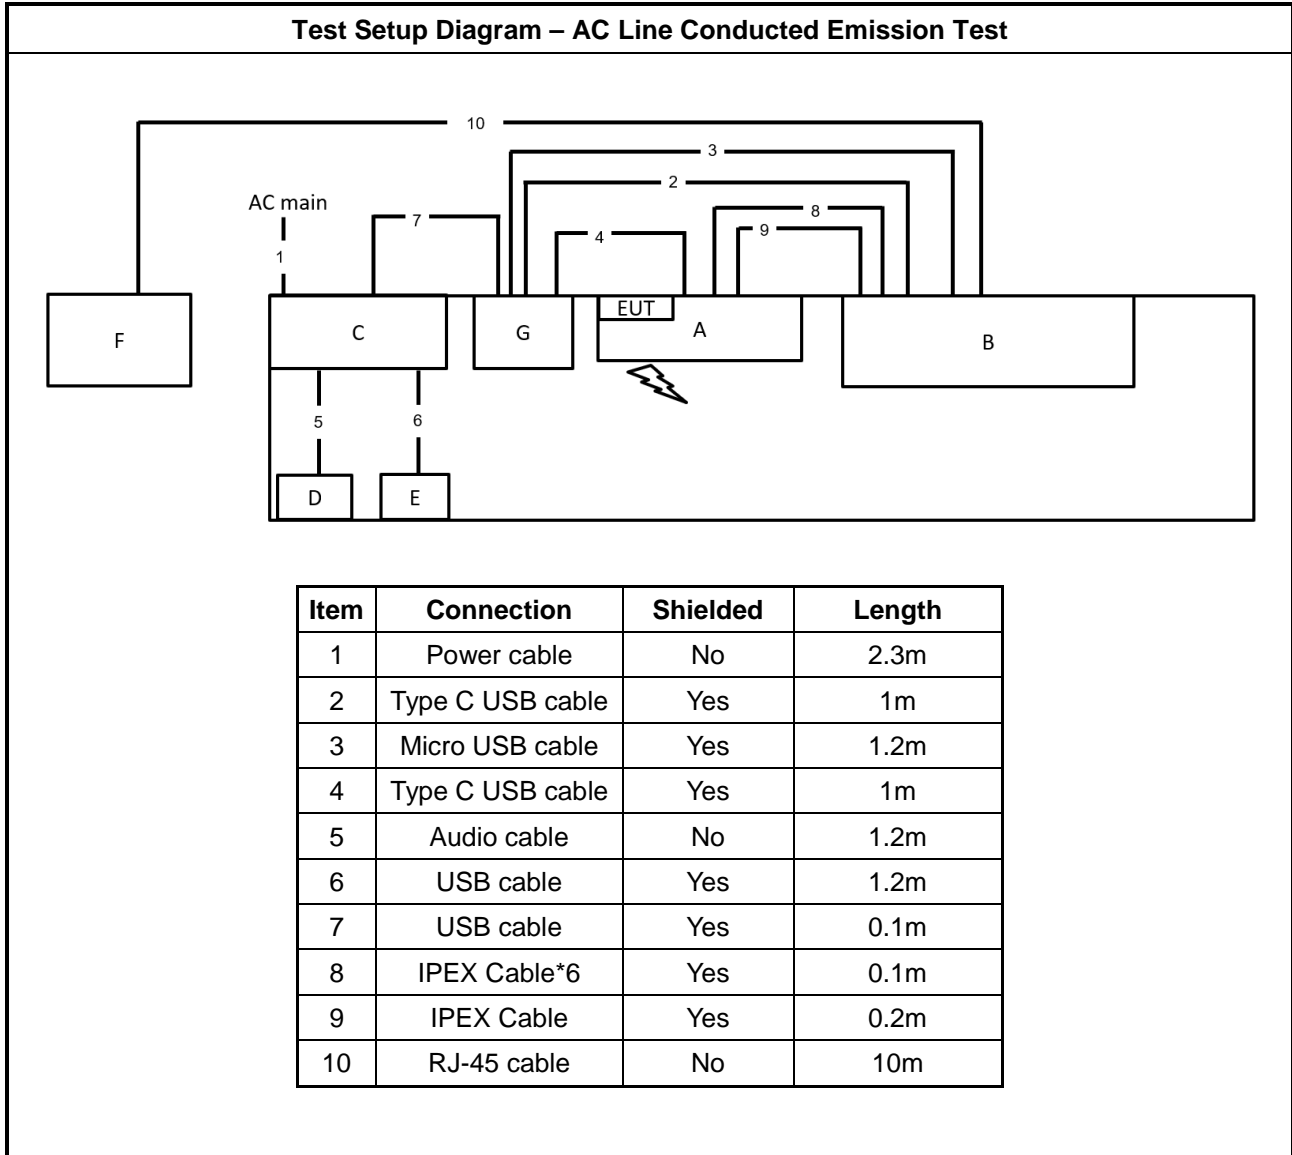 Test Setup Diagram – AC Line Conducted Emission Test
10
3
2
AC main
7
8
4
9
1
EUT
F
C
G
A
B
5
6
D
E
Item Connection Shielded Length
1 Power cable No 2.3m
2 Type C USB cable Yes 1m
3 Micro USB cable Yes 1.2m
4 Type C USB cable Yes 1m
5 Audio cable No 1.2m
6 USB cable Yes 1.2m
7 USB cable Yes 0.1m
8 IPEX Cable*6 Yes 0.1m
9 IPEX Cable Yes 0.2m
10 RJ-45 cable No 10m